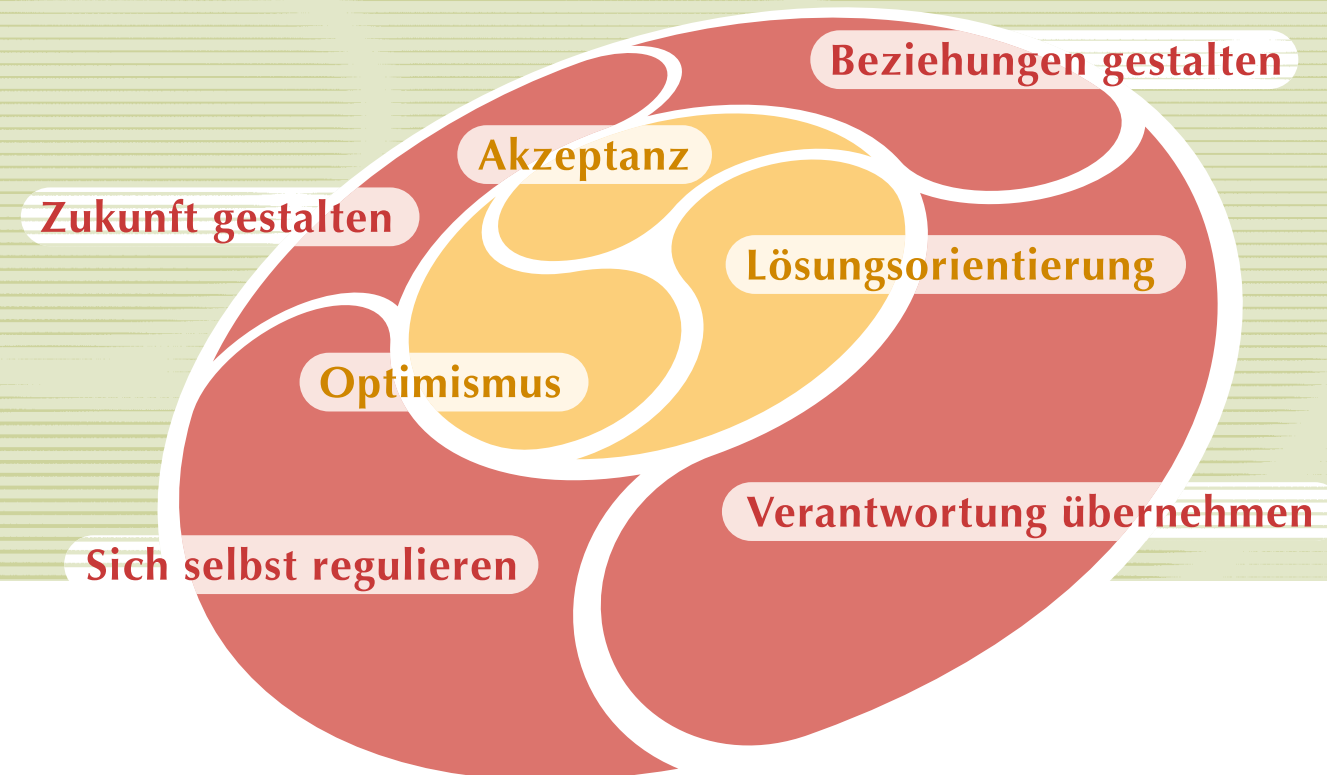 Beziehungen gestalten
Akzeptanz
Zukunft gestalten
Lösungsorientierung
Optimismus
Verantwortung übernehmen
Sich selbst regulieren